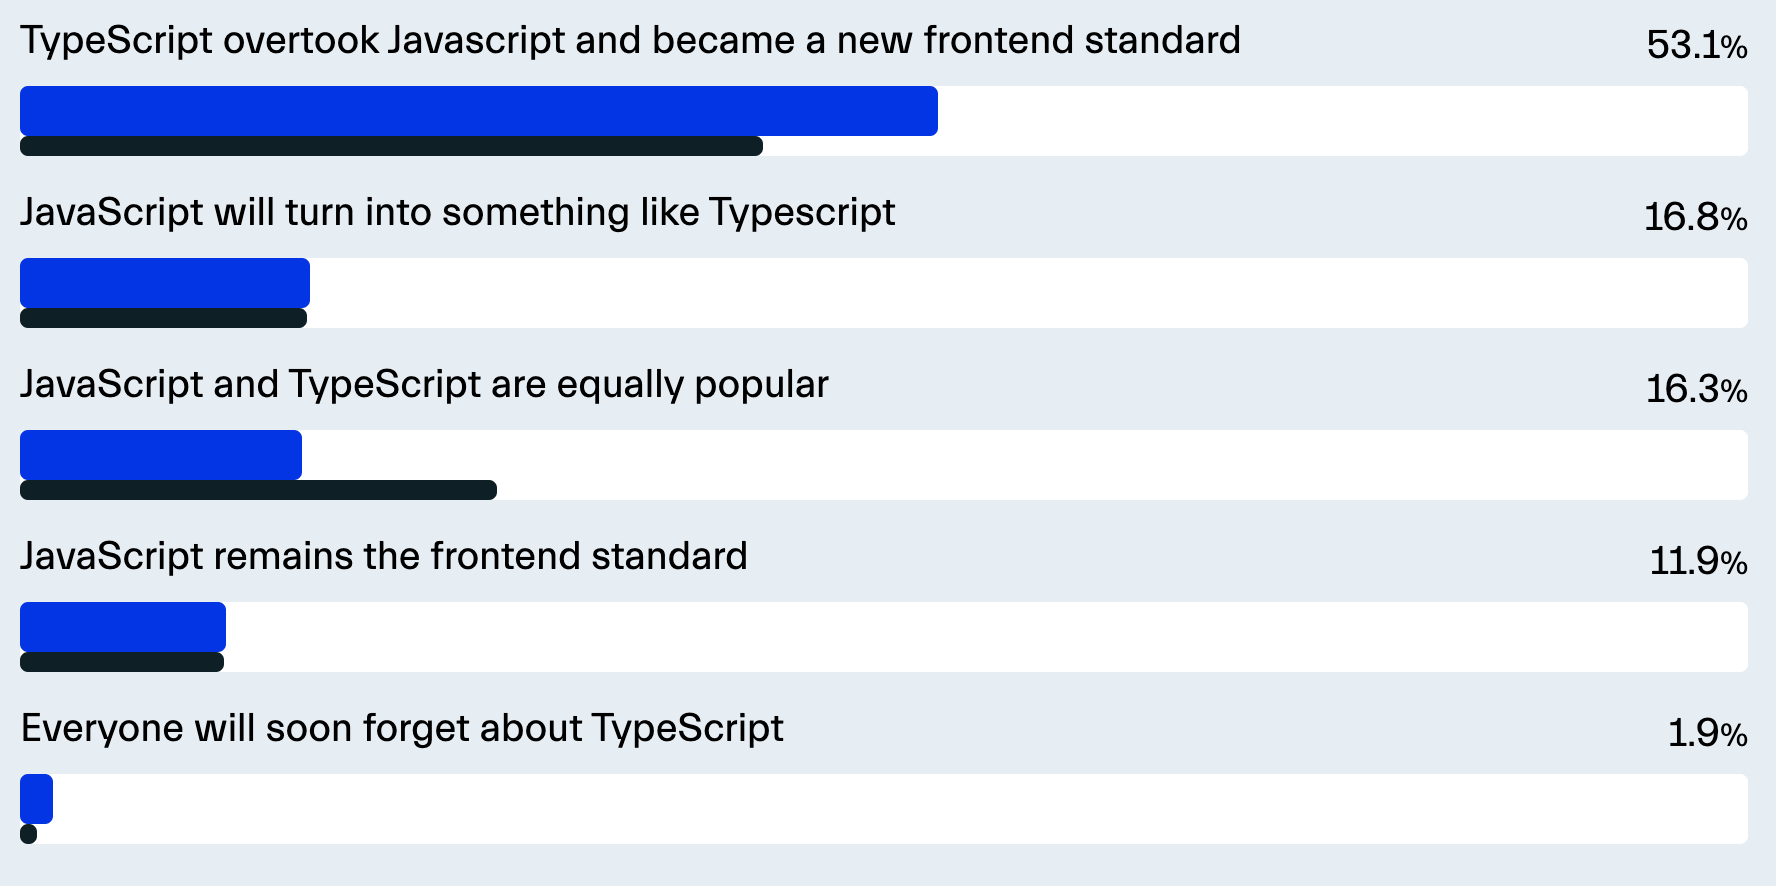 TypeScript overtook Javascript and became a new frontend standard 53.1%
JavaScript will turn into something like Typescript 16.8%
JavaScript and TypeScript are equally popular 16.3%
JavaScript remains the frontend standard 11.9%
Everyone will soon forget about TypeScript 1.9%